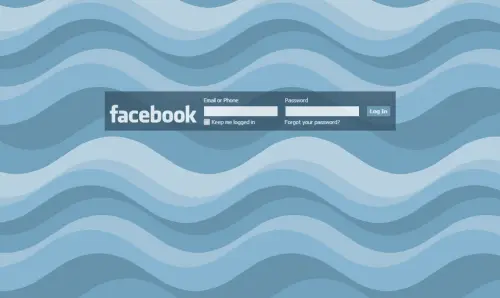 facebook
Email or Phone
Password
Log In
Keep me logged in
Forgot your password?